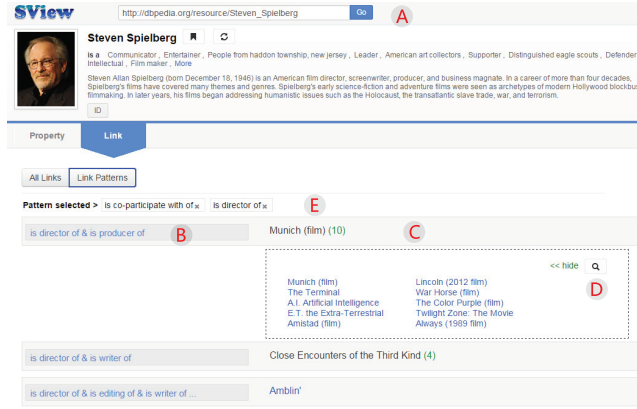 SView
http://dbpedia.org/resource/Steven_Spielberg Go A
Steven Spielberg
is a Communicator , Entertainer , People from haddon township, new jersey , Leader , American art collectors , Supporter , Distinguished eagle scouts , Defender
Intellectual , Film maker , More
Steven Allan Spielberg (born December 18, 1946) is an American film director, screenwriter, producer, and business magnate. In a career of more than four decades,
Spielberg's films have covered many themes and genres. Spielberg's early science-fiction and adventure films were seen as archetypes of modern Hollywood blockbus
filmmaking. In later years, his films began addressing humanistic issues such as the Holocaust, the transatlantic slave trade, war, and terrorism.
ID
Property Link
All Links Link Patterns
Pattern selected > is co-participate with of x is director of x E
is director of & is producer of B Munich (film) (10) C
<< hide
D
Munich (film) Lincoln (2012 film)
The Terminal War Horse (film)
A.I. Artificial Intelligence The Color Purple (film)
E.T. the Extra-Terrestrial Twilight Zone: The Movie
Amistad (film) Always (1989 film)
is director of & is writer of Close Encounters of the Third Kind (4)
is director of & is editing of & is writer of ... Amblin'